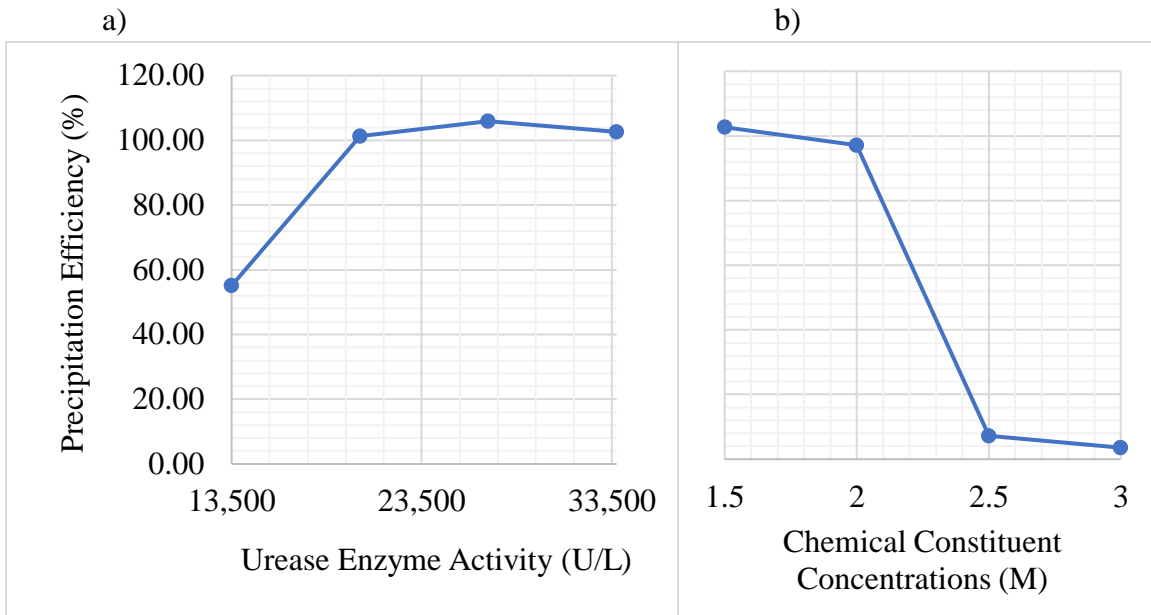 a)
b)
Precipitation Efficiency (%)
120.00
100.00
80.00
60.00
40.00
20.00
0.00
13,500
23,500
33,500
Urease Enzyme Activity (U/L)
1.5
2
2.5
3
Chemical Constituent
Concentrations (M)